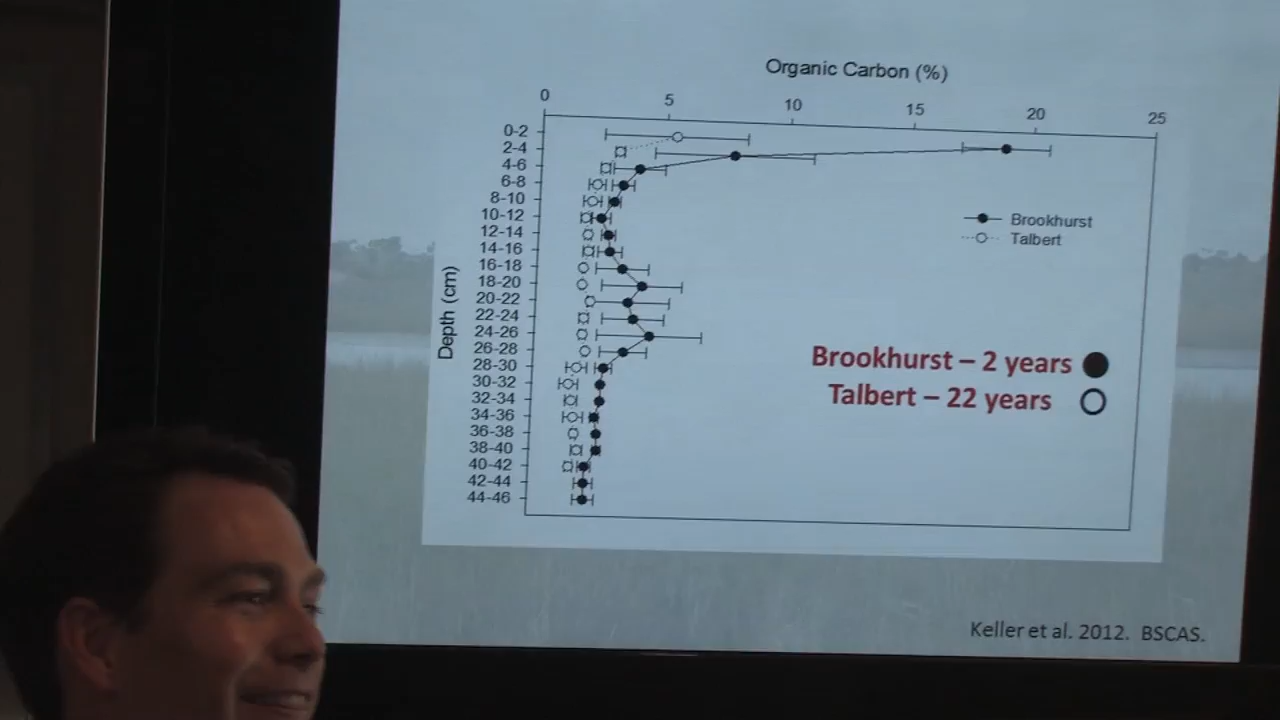 Organic Carbon (%)
0 5 10 15 20 25
Depth (cm)
0-2
2-4
4-6
6-8
8-10
10-12
12-14
14-16
16-18
18-20
20-22
22-24
24-26
26-28
28-30
30-32
32-34
34-36
36-38
38-40
40-42
42-44
44-46
Brookhurst
Talbert
Brookhurst – 2 years
Talbert – 22 years
Keller et al. 2012. BSCAS.